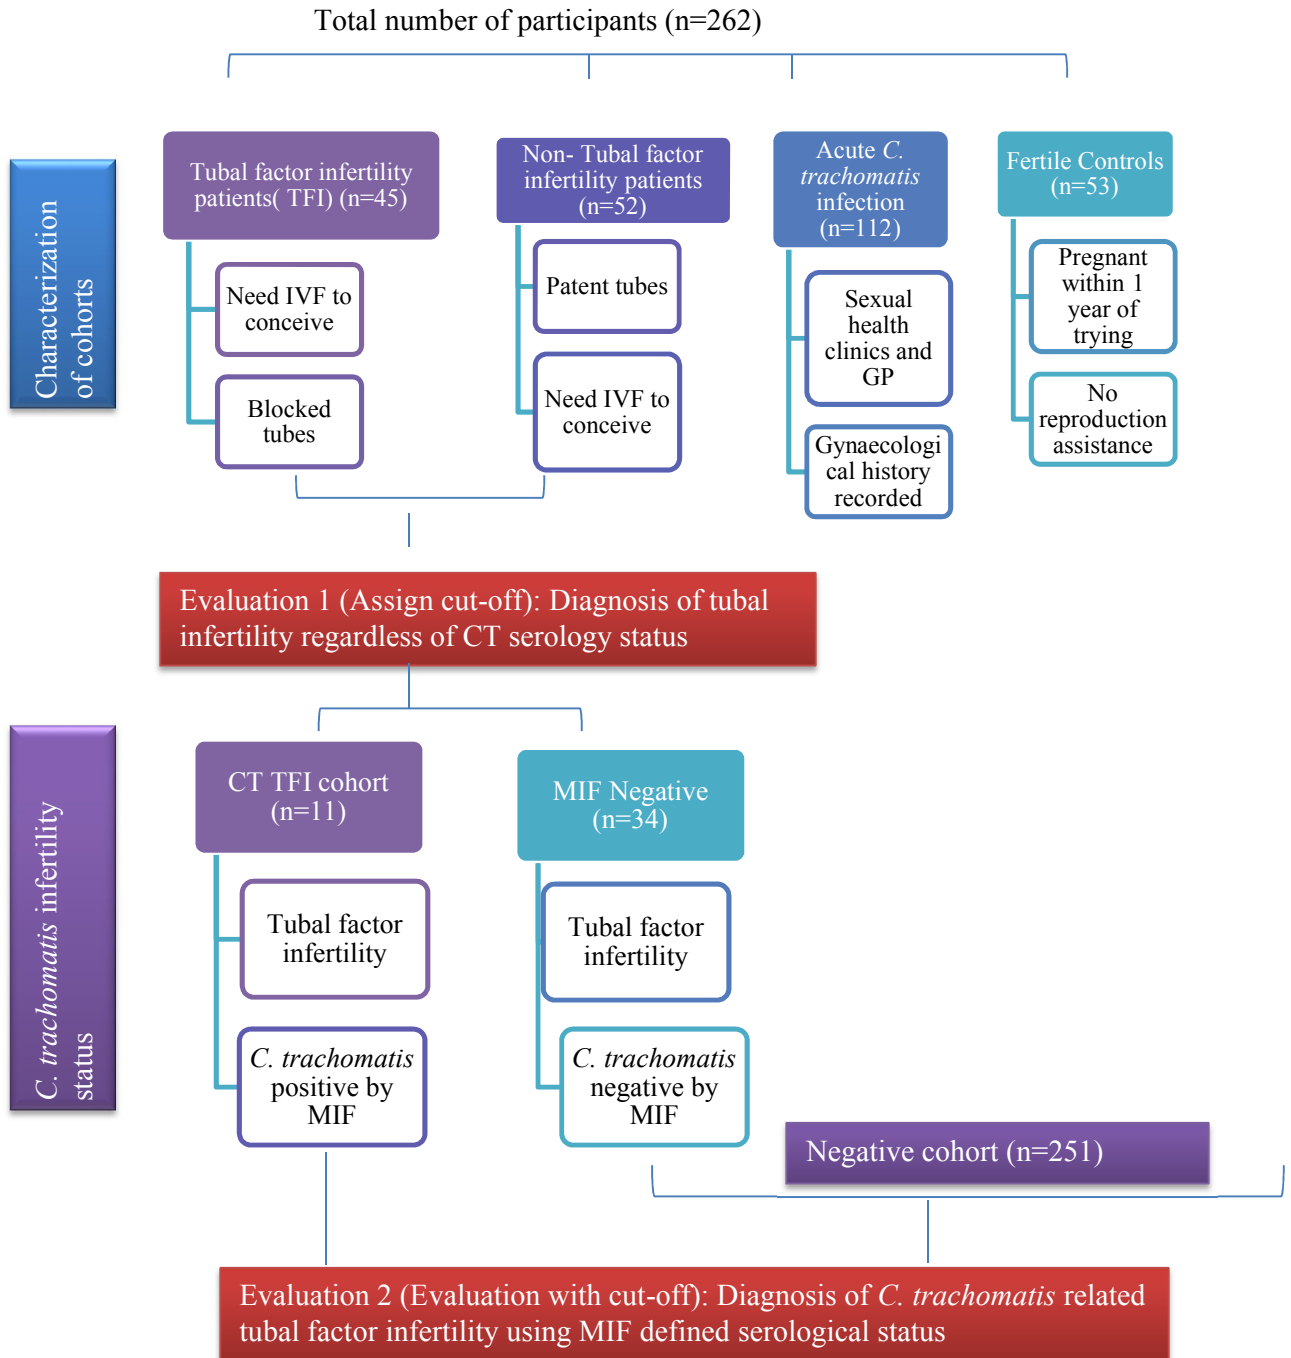 Total number of participants (n=262)
Characterization
of cohorts
Tubal factor infertility
patients( TFI) (n=45)
Need IVF to
conceive
Blocked
tubes
Non- Tubal factor
infertility patients
(n=52)
Patent tubes
Need IVF to
conceive
Acute C.
trachomatis
infection
(n=112)
Sexual
health
clinics and
GP
Gynaecologi
cal history
recorded
Fertile Controls
(n=53)
Pregnant
within 1
year of
trying
No
reproduction
assistance
Evaluation 1 (Assign cut-off): Diagnosis of tubal
infertility regardless of CT serology status
C. trachomatis infertility
status
CT TFI cohort
(n=11)
Tubal factor
infertility
C. trachomatis
positive by
MIF
MIF Negative
(n=34)
Tubal factor
infertility
C. trachomatis
negative by
MIF
Negative cohort (n=251)
Evaluation 2 (Evaluation with cut-off): Diagnosis of C. trachomatis related
tubal factor infertility using MIF defined serological status